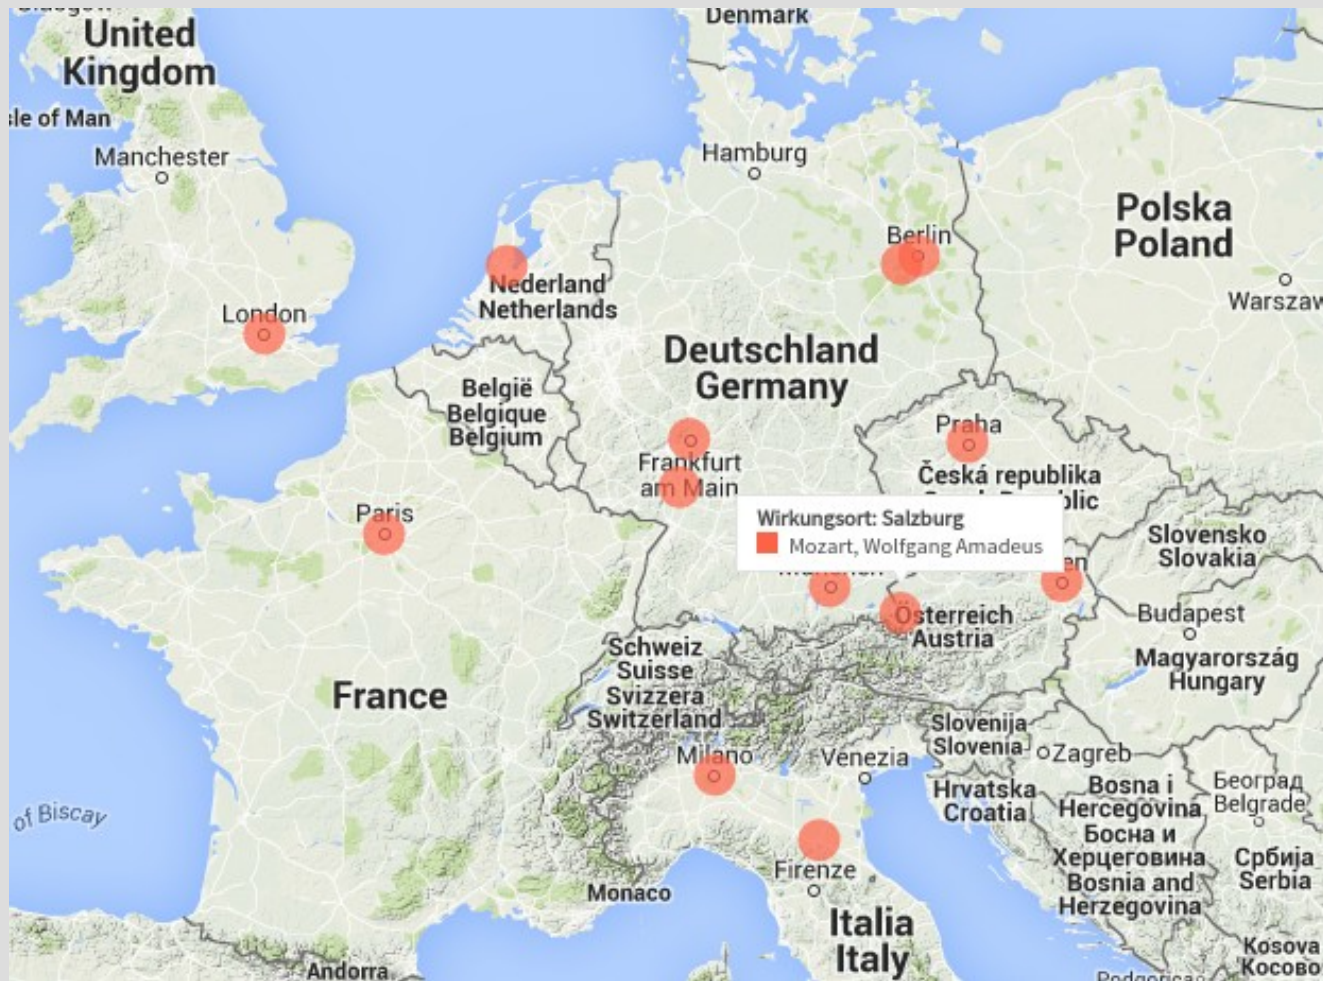 Denmark
United
Kingdom
sle of Man
Manchester
Hamburg
Polska
Poland
Berlin
Nederland
Netherlands
Warszaw
London
Deutschland
Germany
België
Belgique
Belgium
Praha
Frankfurt
am Main
Česká republika
Paris
Wirkungsort: Salzburg
Mozart, Wolfgang Amadeus
Slovensko
Slovakia
Österreich
Austria
Budapest
Schweiz
Suisse
Svizzera
Switzerland
Magyarország
Hungary
France
Slovenija
Slovenia
Zagreb
Milano
Venezia
Hrvatska
Croatia
Bosna i
Hercegovina
Босна и
Херцеговина
Bosnia and
Herzegovina
Београд
Belgrade
of Biscay
Firenze
Србија
Serbia
Monaco
Italia
Italy
Kosova
Косово
Andorra